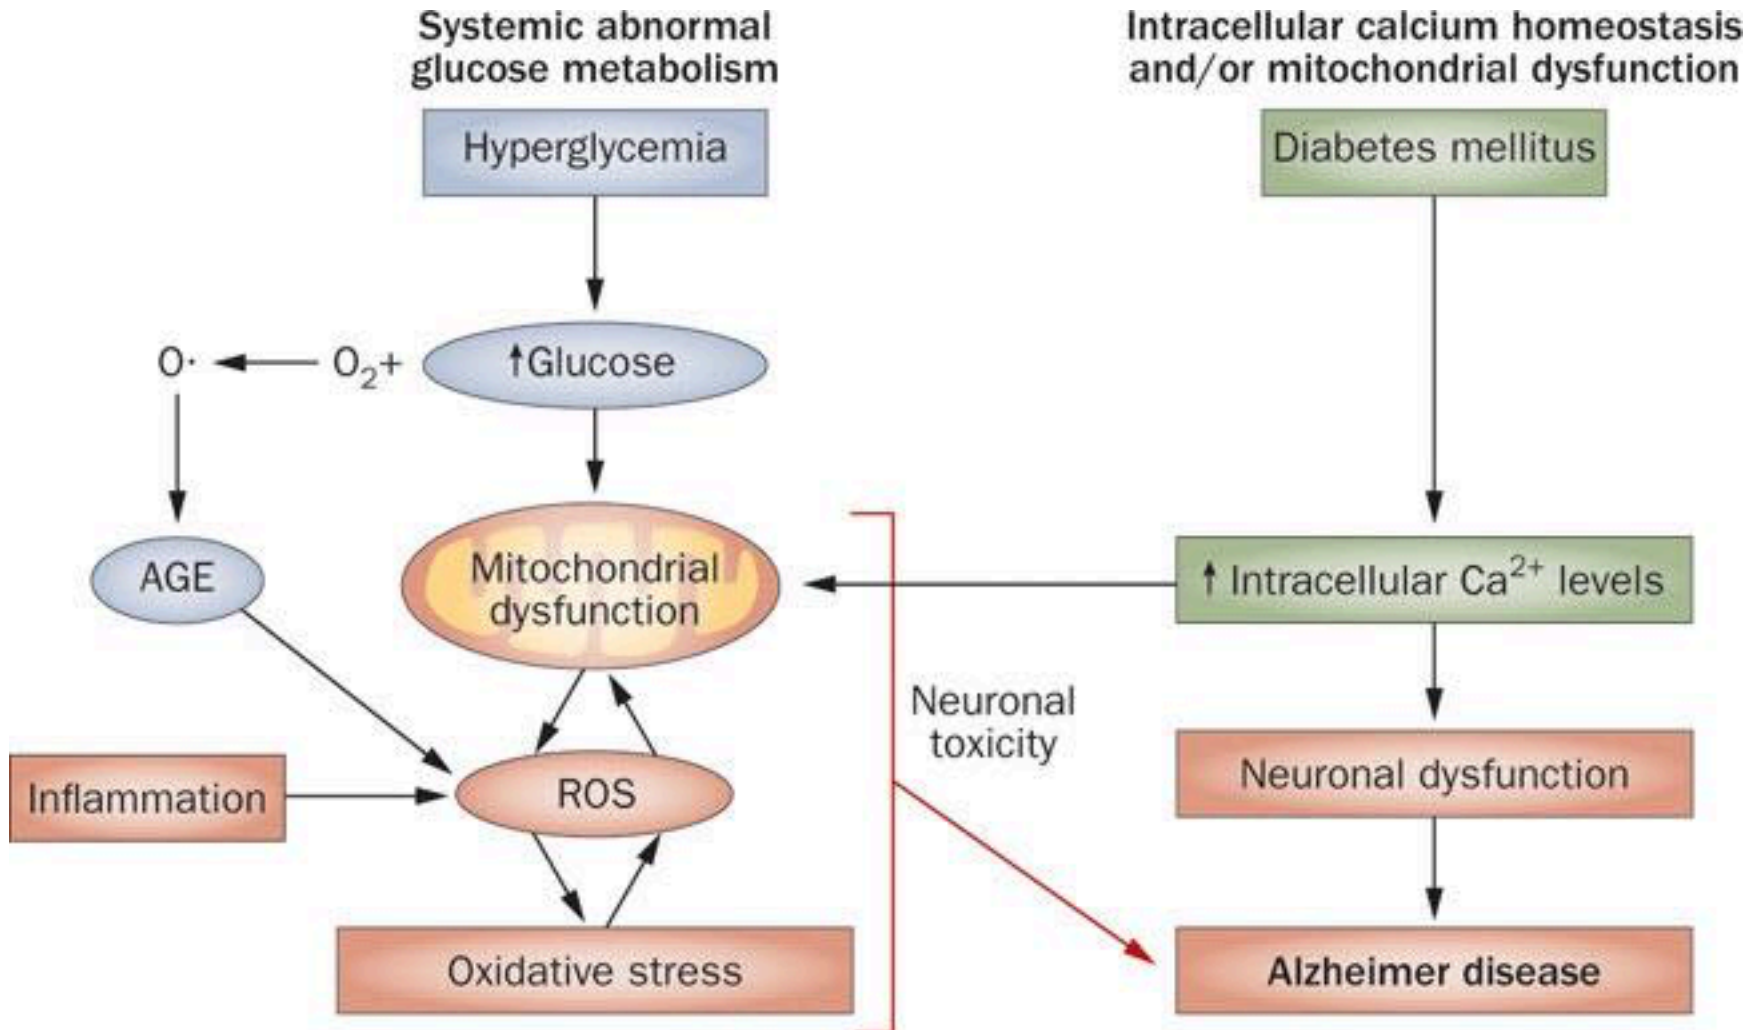 Systemic abnormal
glucose metabolism
Intracellular calcium homeostasis
and/or mitochondrial dysfunction
Hyperglycemia
Diabetes mellitus
O· O₂+ ↑Glucose
AGE
Mitochondrial
dysfunction
↑ Intracellular Ca²⁺ levels
Neuronal
toxicity
Neuronal dysfunction
Inflammation
ROS
Oxidative stress
Alzheimer disease